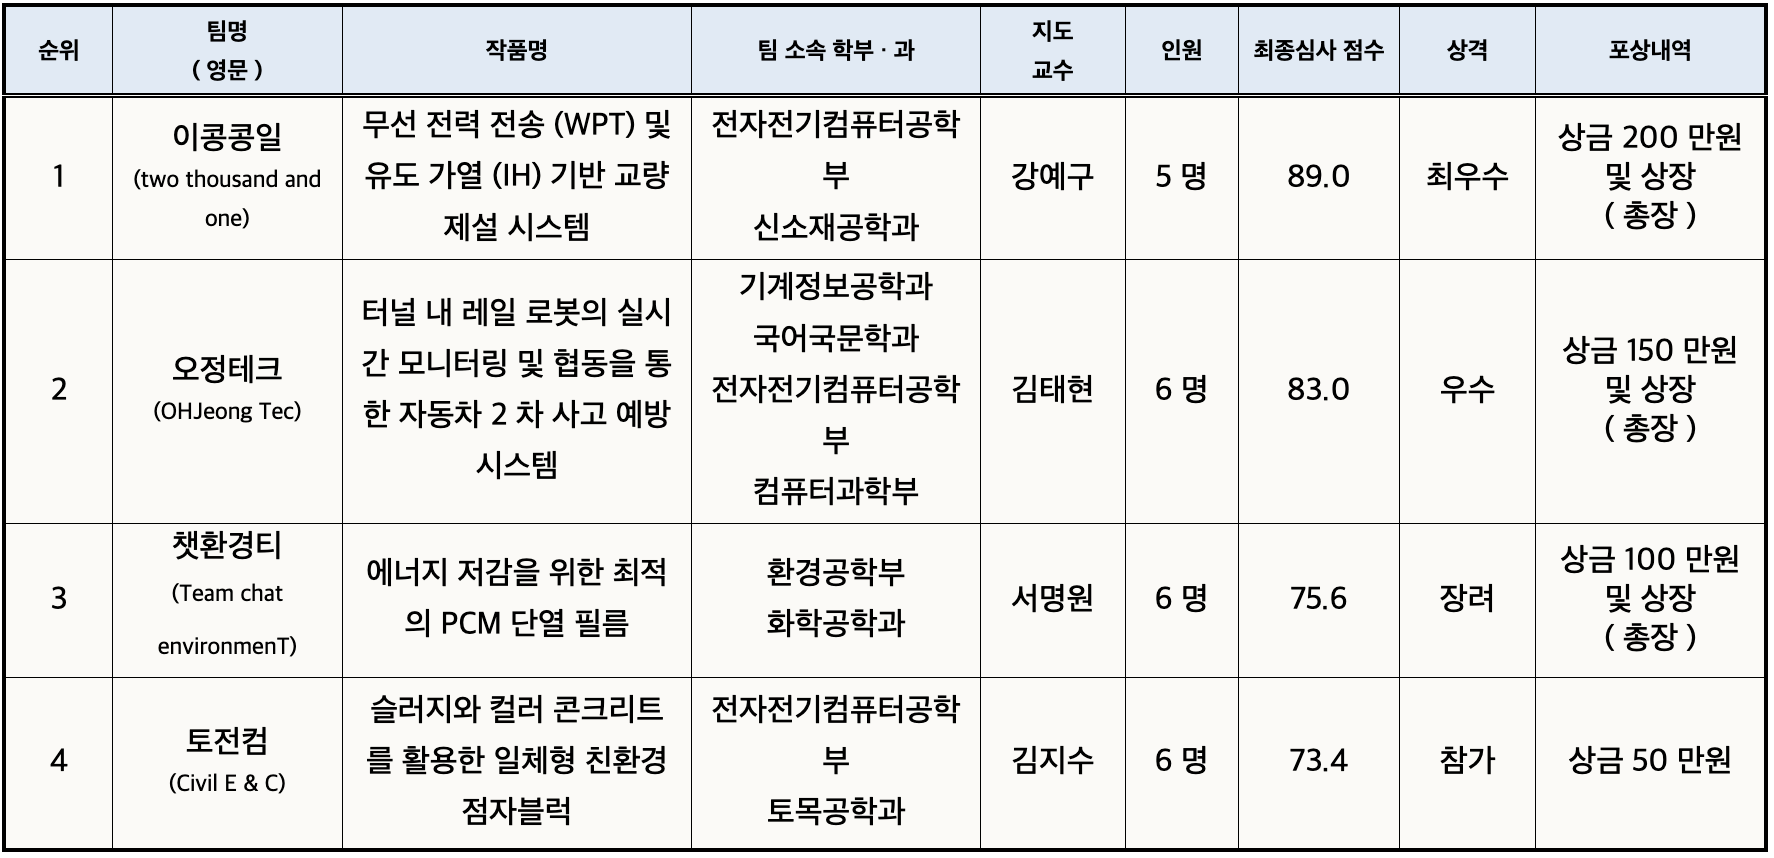 순위
팀명
( 영문 )
작품명
팀 소속 학부 · 과
지도
교수
인원
최종심사 점수
상격
포상내역
1
이콩콩일
(two thousand and
one)
무선 전력 전송 (WPT) 및
유도 가열 (IH) 기반 교량
제설 시스템
전자전기컴퓨터공학
부
신소재공학과
강예구
5 명
89.0
최우수
상금 200 만원
및 상장
( 총장 )
2
오정테크
(OHJeong Tec)
터널 내 레일 로봇의 실시
간 모니터링 및 협동을 통
한 자동차 2 차 사고 예방
시스템
기계정보공학과
국어국문학과
전자전기컴퓨터공학
부
컴퓨터과학부
김태현
6 명
83.0
우수
상금 150 만원
및 상장
( 총장 )
3
챗환경티
(Team chat
environmenT)
에너지 저감을 위한 최적
의 PCM 단열 필름
환경공학부
화학공학과
서명원
6 명
75.6
장려
상금 100 만원
및 상장
( 총장 )
4
토전컴
(Civil E & C)
슬러지와 컬러 콘크리트
를 활용한 일체형 친환경
점자블럭
전자전기컴퓨터공학
부
토목공학과
김지수
6 명
73.4
참가
상금 50 만원